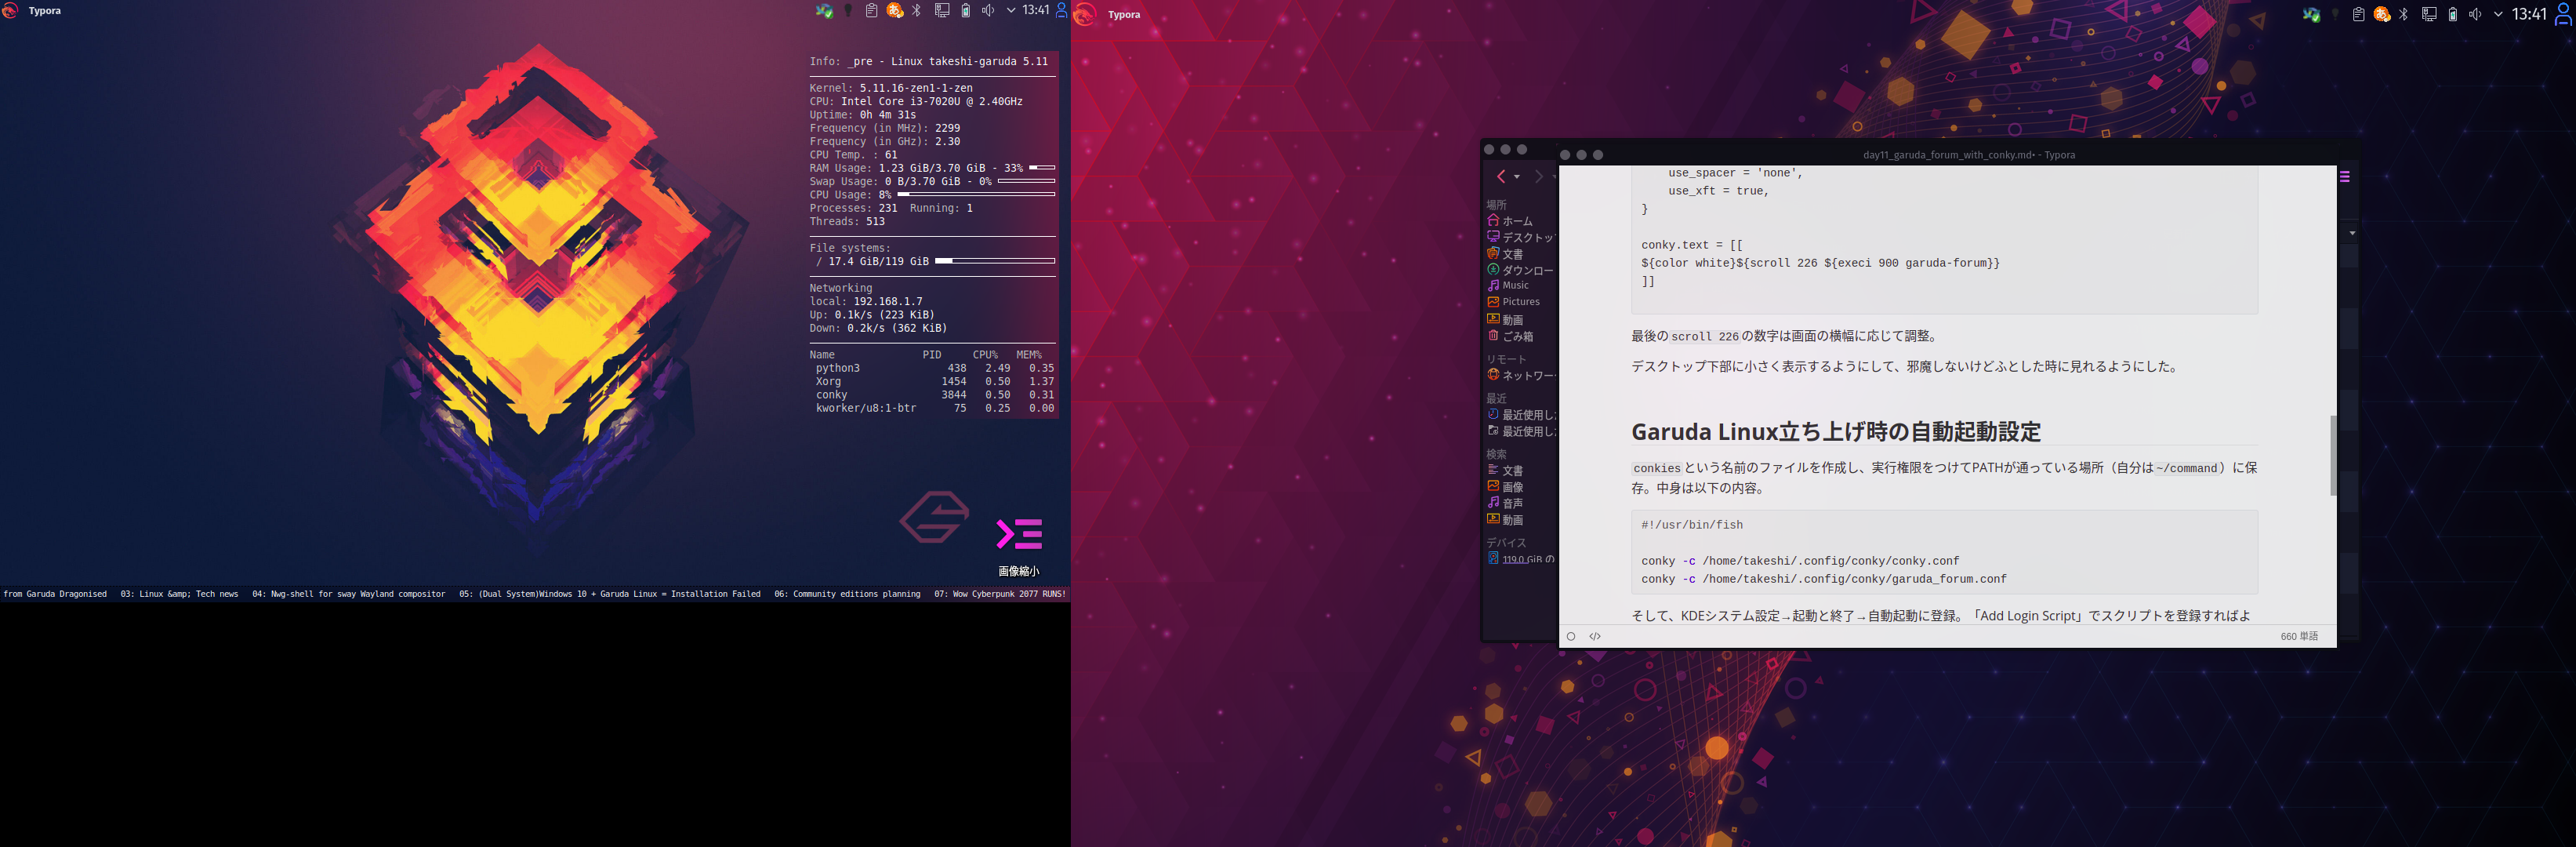 Typora
13:41
Info: _pre - Linux takeshi-garuda 5.11
Kernel: 5.11.16-zen1-1-zen
CPU: Intel Core i3-7020U @ 2.40GHz
Uptime: 0h 4m 31s
Frequency (in MHz): 2299
Frequency (in GHz): 2.30
CPU Temp. : 61
RAM Usage: 1.23 GiB/3.70 GiB - 33%
Swap Usage: 0 B/3.70 GiB - 0%
CPU Usage: 8%
Processes: 231  Running: 1
Threads: 513
File systems:
/ 17.4 GiB/119 GiB
Networking
local: 192.168.1.7
Up: 0.1k/s (223 KiB)
Down: 0.2k/s (362 KiB)
Name PID CPU% MEM%
python3 438 2.49 0.35
Xorg 1454 0.50 1.37
conky 3844 0.50 0.31
kworker/u8:1-btr 75 0.25 0.00
画像縮小
from Garuda Dragonised 03: Linux &amp; Tech news 04: Nwg-shell for sway Wayland compositor 05: (Dual System)Windows 10 + Garuda Linux = Installation Failed 06: Community editions planning 07: Wow Cyberpunk 2077 RUNS!
Typora
13:41
場所
ホーム
デスクトッ
文書
ダウンロー
Music
Pictures
動画
ごみ箱
リモート
ネットワー
最近
最近使用し
最近使用し
検索
文書
画像
音声
動画
デバイス
119.0 GiB の
day11_garuda_forum_with_conky.md• - Typora
use_spacer = 'none',
use_xft = true,
}
conky.text = [[
${color white}${scroll 226 ${execi 900 garuda-forum}}
]]
最後のscroll 226の数字は画面の横幅に応じて調整。
デスクトップ下部に小さく表示するようにして、邪魔しないけどふとした時に見れるようにした。
Garuda Linux立ち上げ時の自動起動設定
conkiesという名前のファイルを作成し、実行権限をつけてPATHが通っている場所（自分は~/command）に保
存。中身は以下の内容。
#!/usr/bin/fish
conky -c /home/takeshi/.config/conky/conky.conf
conky -c /home/takeshi/.config/conky/garuda_forum.conf
そして、KDEシステム設定→起動と終了→自動起動に登録。「Add Login Script」でスクリプトを登録すればよ
660 単語